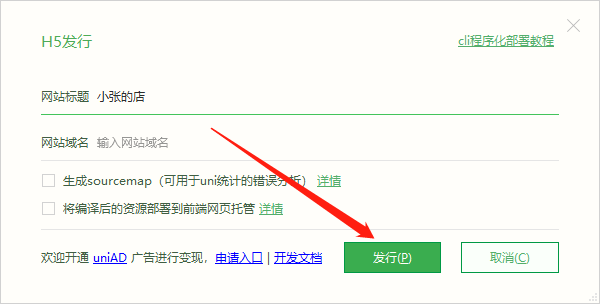 H5发行
cli程序化部署教程
网站标题 小张的店
网站域名 输入网站域名
生成sourcemap（可用于uni统计的错误分析） 详情
将编译后的资源部署到前端网页托管 详情
欢迎开通 uniAD 广告进行变现，申请入口 | 开发文档
发行(P)
取消(C)